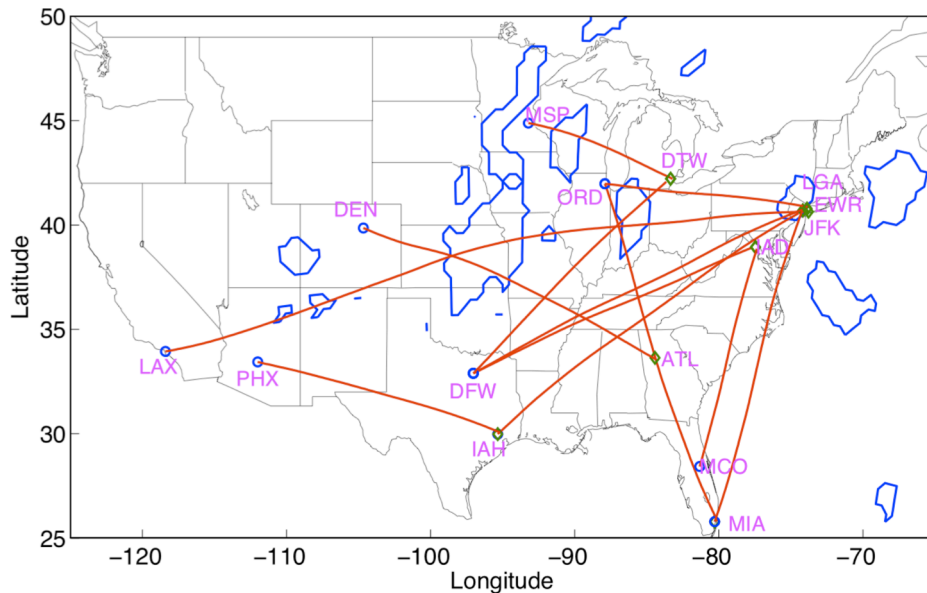 50
45
MSP
DTW
LGA
ORD
EWR
DEN
40
JFK
IAD
Latitude
35
LAX
PHX
ATL
DFW
30
IAH
MCO
MIA
25
−120
−110
−100
−90
−80
−70
Longitude